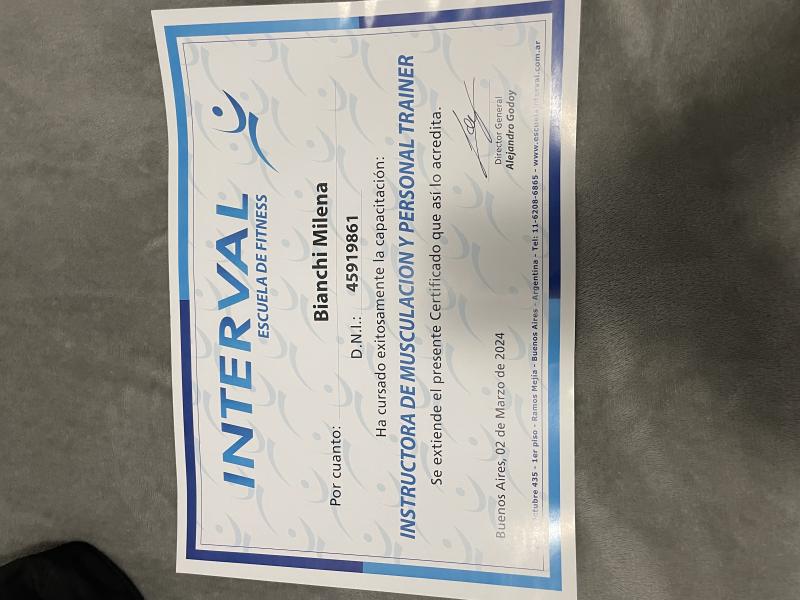 INTERVAL
ESCUELA DE FITNESS
Por cuanto: Bianchi Milena
D.N.I.: 45919861
Ha cursado exitosamente la capacitación:
INSTRUCTORA DE MUSCULACION Y PERSONAL TRAINER
Se extiende el presente Certificado que así lo acredita.
Buenos Aires, 02 de Marzo de 2024
Director General
Alejandro Godoy
435 - 1er piso - Ramos Mejia - Buenos Aires - Argentina - Tel: 11-6208-6865 - www.escuelainterval.com.ar